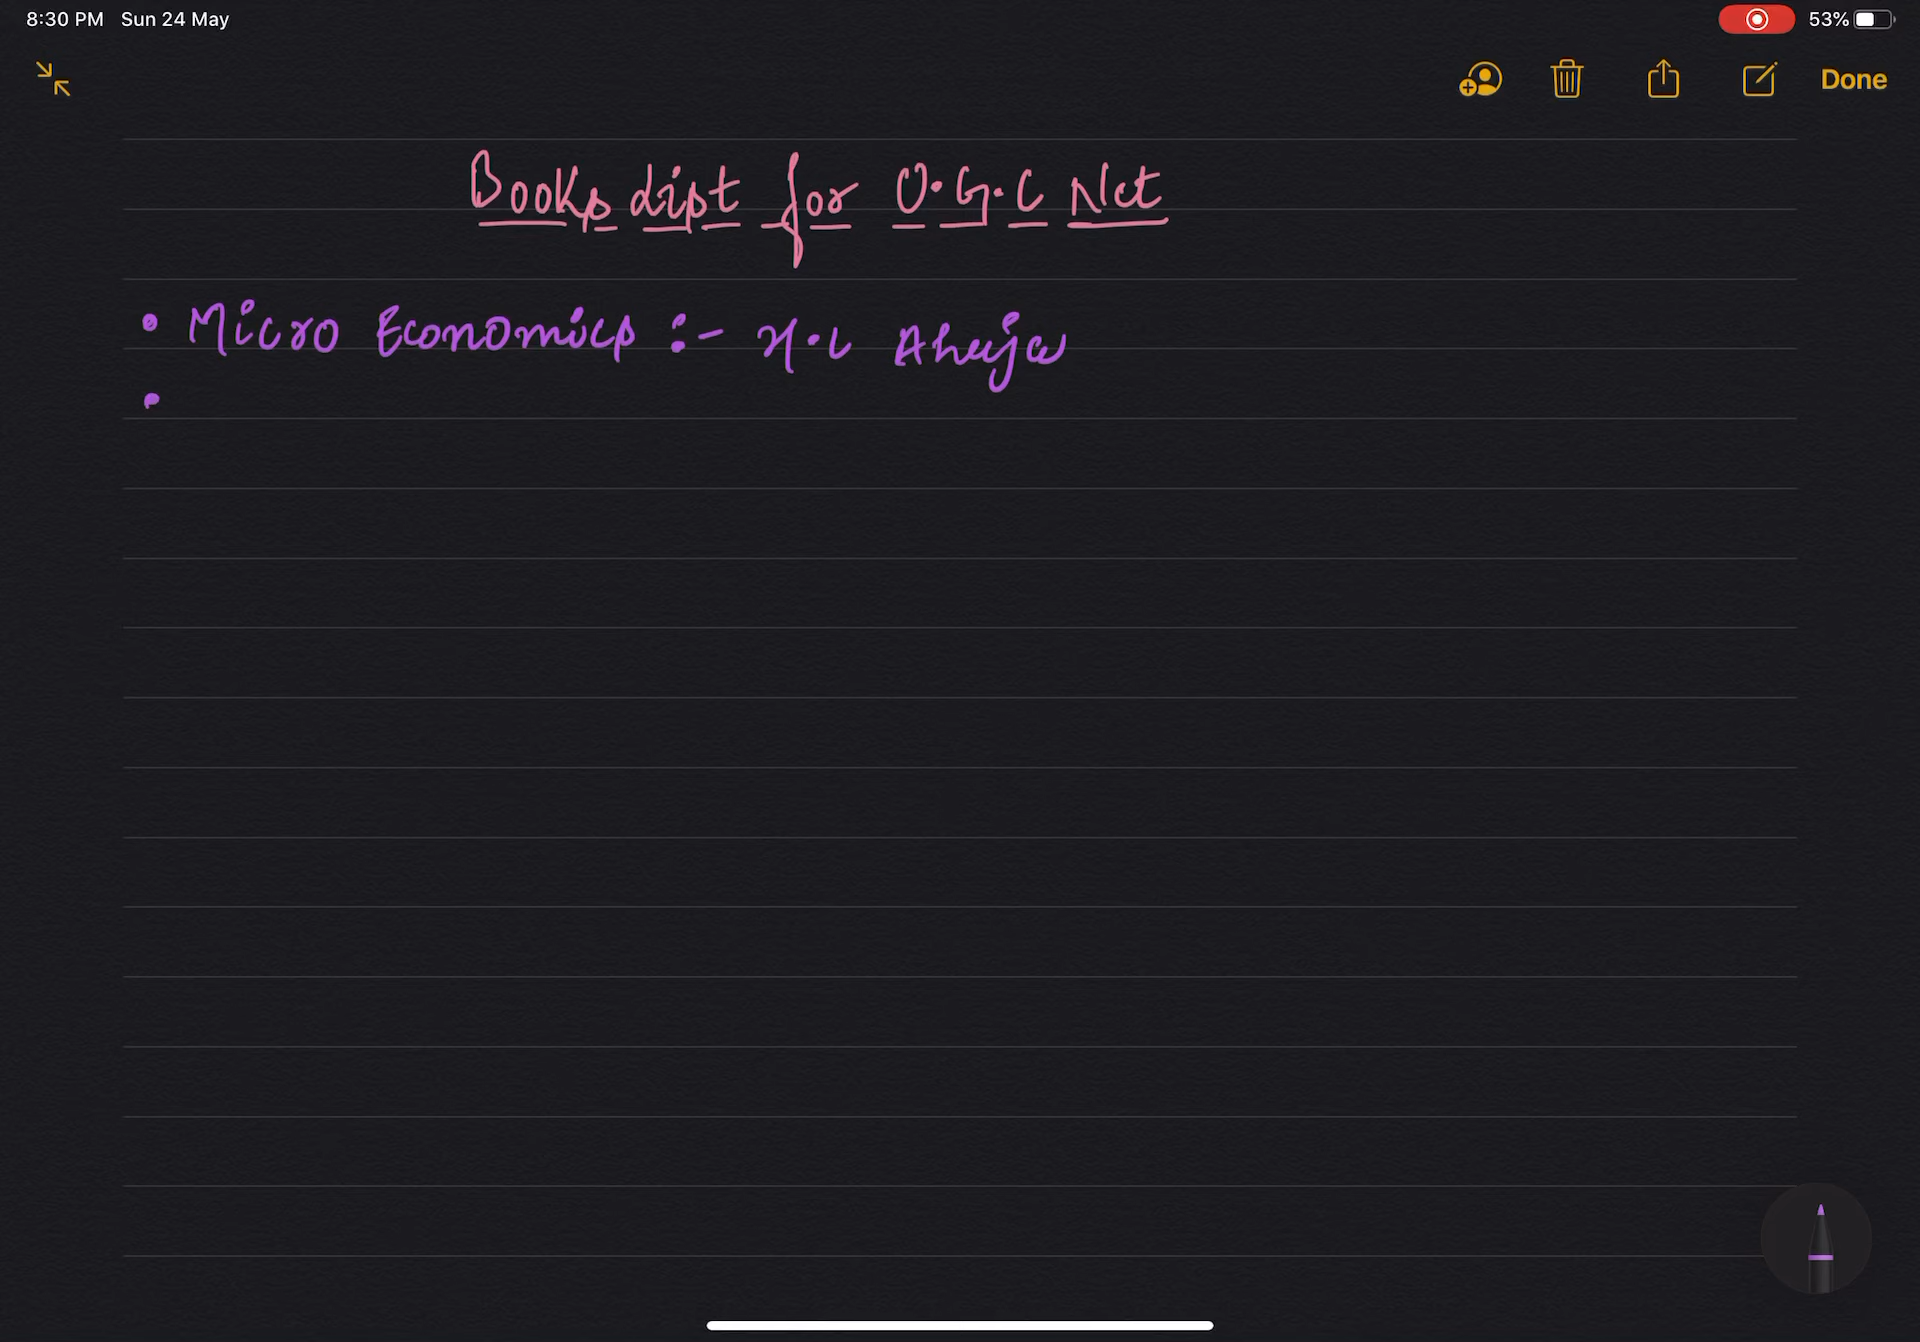 8:30 PM Sun 24 May 53%
Done
Books List for U.G.C Net
• Micro Economics :- H.L Ahuja
•